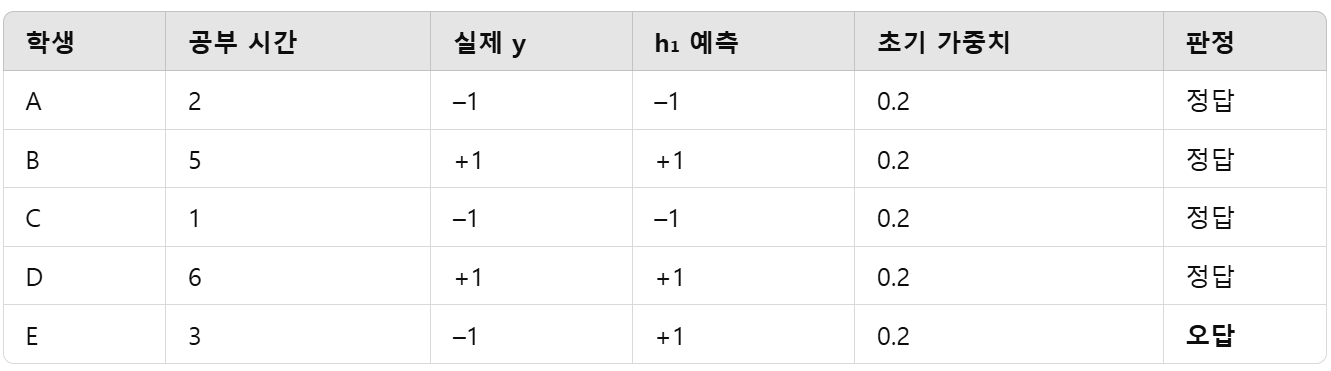 학생 공부 시간 실제 y h₁ 예측 초기 가중치 판정
A 2 –1 –1 0.2 정답
B 5 +1 +1 0.2 정답
C 1 –1 –1 0.2 정답
D 6 +1 +1 0.2 정답
E 3 –1 +1 0.2 오답